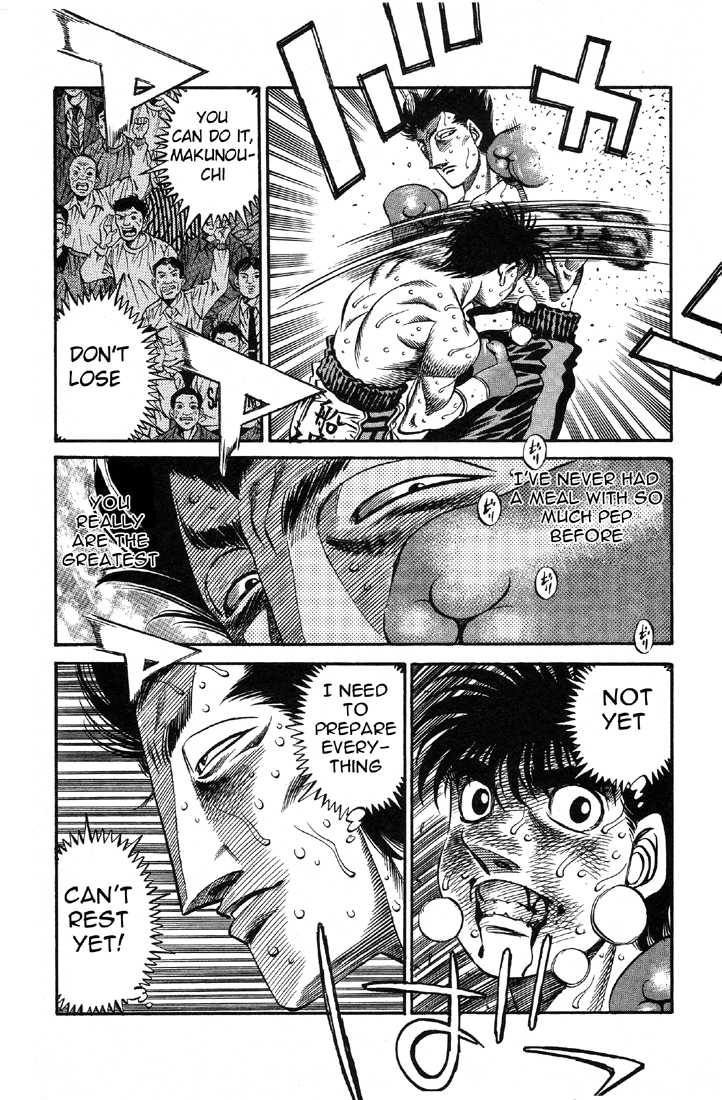 YOU
CAN DO IT,
MAKUNOU-
CHI
DON'T
LOSE
I'VE NEVER HAD
A MEAL WITH SO
MUCH PEP
BEFORE
YOU
REALLY
ARE THE
GREATEST
NOT
YET
I NEED
TO
PREPARE
EVERY-
THING
CAN'T
REST
YET!